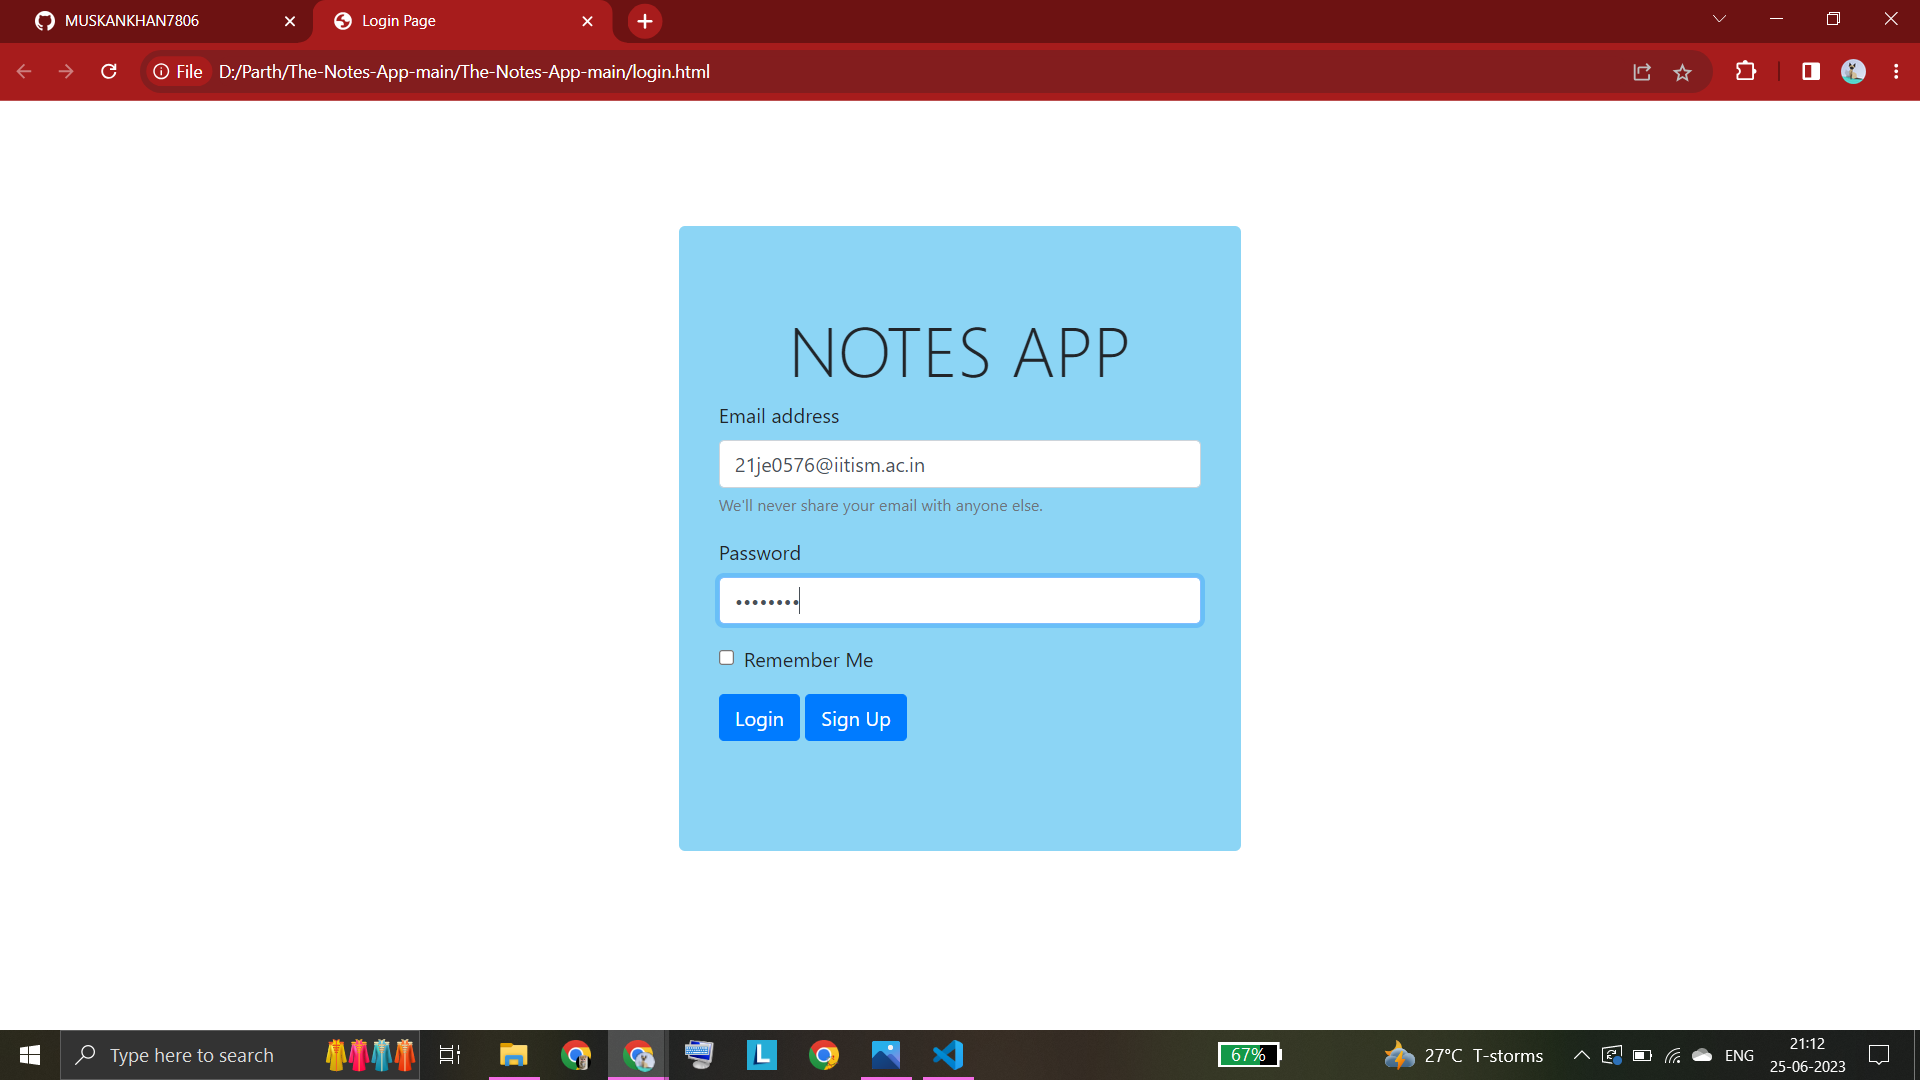 MUSKANKHAN7806
Login Page
File D:/Parth/The-Notes-App-main/The-Notes-App-main/login.html
NOTES APP
Email address
21je0576@iitism.ac.in
We'll never share your email with anyone else.
Password
••••••••
Remember Me
Login Sign Up
Type here to search
L
67%
27°C T-storms
ENG
21:12
25-06-2023